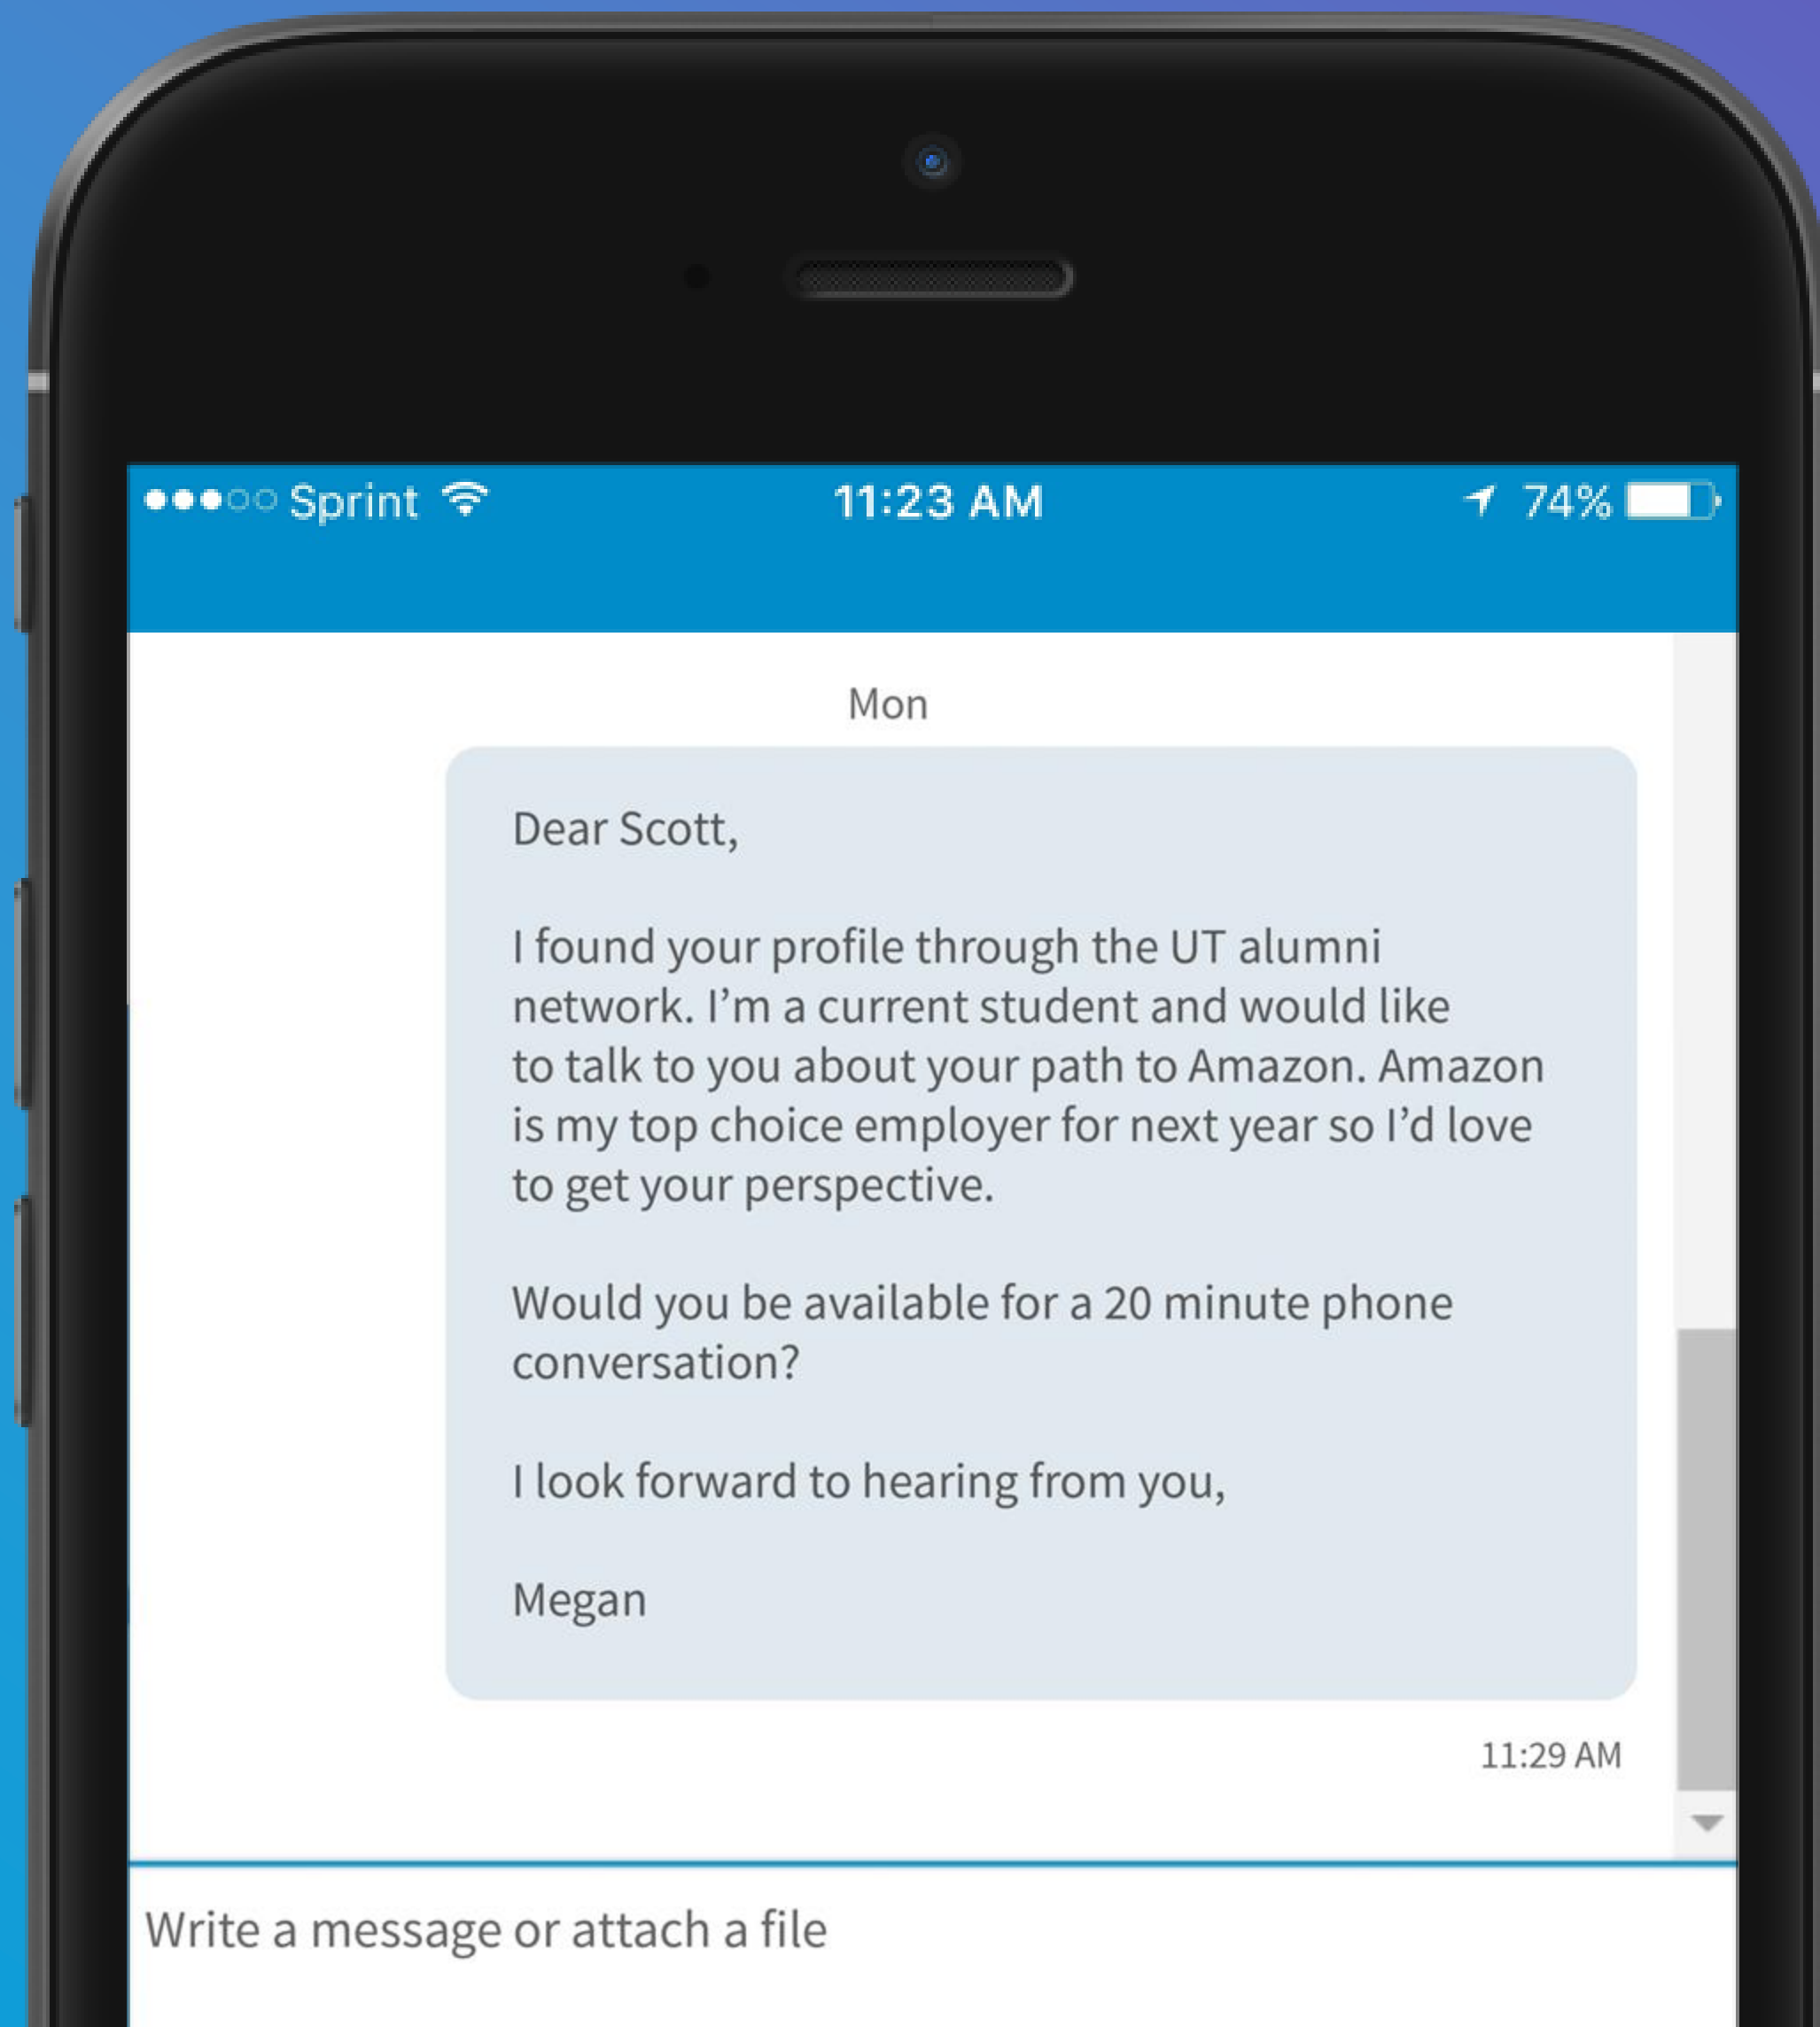 Sprint 11:23 AM 74%
Mon
Dear Scott,
I found your profile through the UT alumni
network. I’m a current student and would like
to talk to you about your path to Amazon. Amazon
is my top choice employer for next year so I’d love
to get your perspective.
Would you be available for a 20 minute phone
conversation?
I look forward to hearing from you,
Megan
11:29 AM
Write a message or attach a file